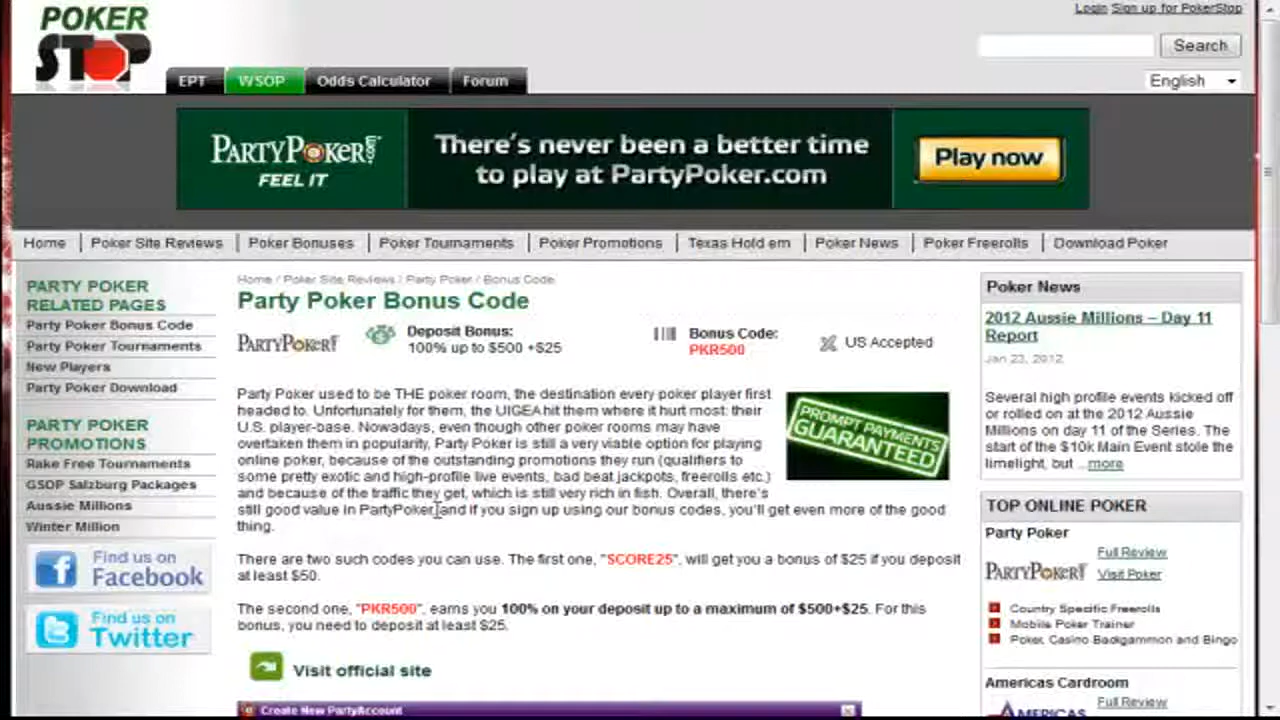 POKER
STOP
Login Sign up for PokerStop
Search
EPT
WSOP
Odds Calculator
Forum
English
PARTYPOKER.COM
FEEL IT
There's never been a better time
to play at PartyPoker.com
Play now
Home
Poker Site Reviews
Poker Bonuses
Poker Tournaments
Poker Promotions
Texas Hold em
Poker News
Poker Freerolls
Download Poker
PARTY POKER
RELATED PAGES
Party Poker Bonus Code
Party Poker Tournaments
New Players
Party Poker Download
PARTY POKER
PROMOTIONS
Rake Free Tournaments
GSOP Salzburg Packages
Aussie Millions
Winter Million
Find us on
Facebook
Find us on
Twitter
Home / Poker Site Reviews / Party Poker / Bonus Code
Party Poker Bonus Code
PARTYPOKER
Deposit Bonus:
100% up to $500 +$25
Bonus Code:
PKR500
US Accepted
Party Poker used to be THE poker room, the destination every poker player first
headed to. Unfortunately for them, the UIGEA hit them where it hurt most: their
U.S. player-base. Nowadays, even though other poker rooms may have
overtaken them in popularity, Party Poker is still a very viable option for playing
online poker, because of the outstanding promotions they run (qualifiers to
some pretty exotic and high-profile live events, bad beat jackpots, freerolls etc.)
and because of the traffic they get, which is still very rich in fish. Overall, there's
still good value in PartyPoker, and if you sign up using our bonus codes, you'll get even more of the good
thing.
PROMPT PAYMENTS
GUARANTEED
There are two such codes you can use. The first one, "SCORE25", will get you a bonus of $25 if you deposit
at least $50.
The second one, "PKR500", earns you 100% on your deposit up to a maximum of $500+$25. For this
bonus, you need to deposit at least $25.
Visit official site
Create New PartyAccount
Poker News
2012 Aussie Millions – Day 11
Report
Jan 23, 2012
Several high profile events kicked off
or rolled on at the 2012 Aussie
Millions on day 11 of the Series. The
start of the $10k Main Event stole the
limelight, but ...more
TOP ONLINE POKER
Party Poker
PARTYPOKER
Full Review
Visit Poker
Country Specific Freerolls
Mobile Poker Trainer
Poker, Casino Backgammon and Bingo
Americas Cardroom
AMERICAS
Full Review